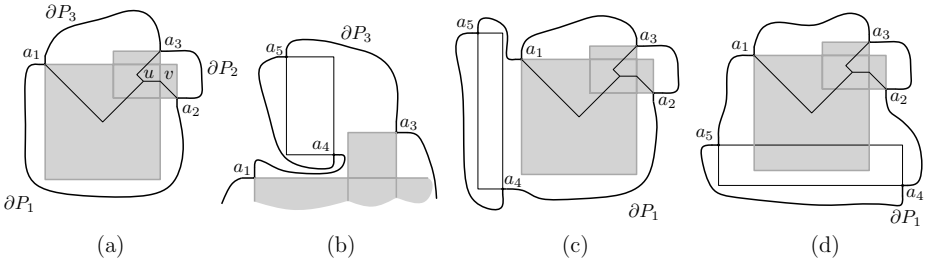 ∂P₃
a₁
a₃
u v
∂P₂
a₂
∂P₁
(a)
∂P₃
a₅
a₃
a₄
a₁
(b)
a₅
a₁
a₃
a₂
a₄
∂P₁
(c)
a₁
a₃
a₂
a₅
a₄
∂P₁
(d)